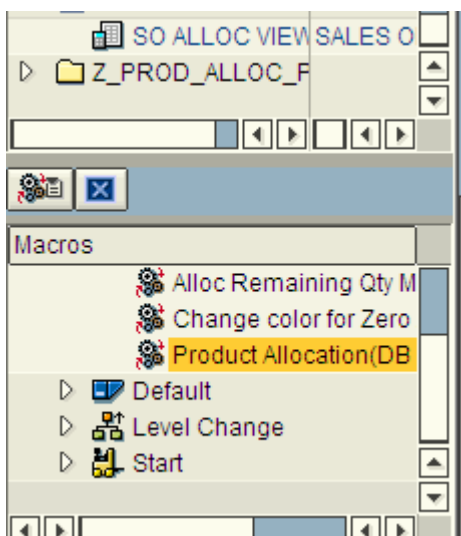 SO ALLOC VIEW SALES O
Z_PROD_ALLOC_F
Macros
Alloc Remaining Qty M
Change color for Zero
Product Allocation(DB
Default
Level Change
Start